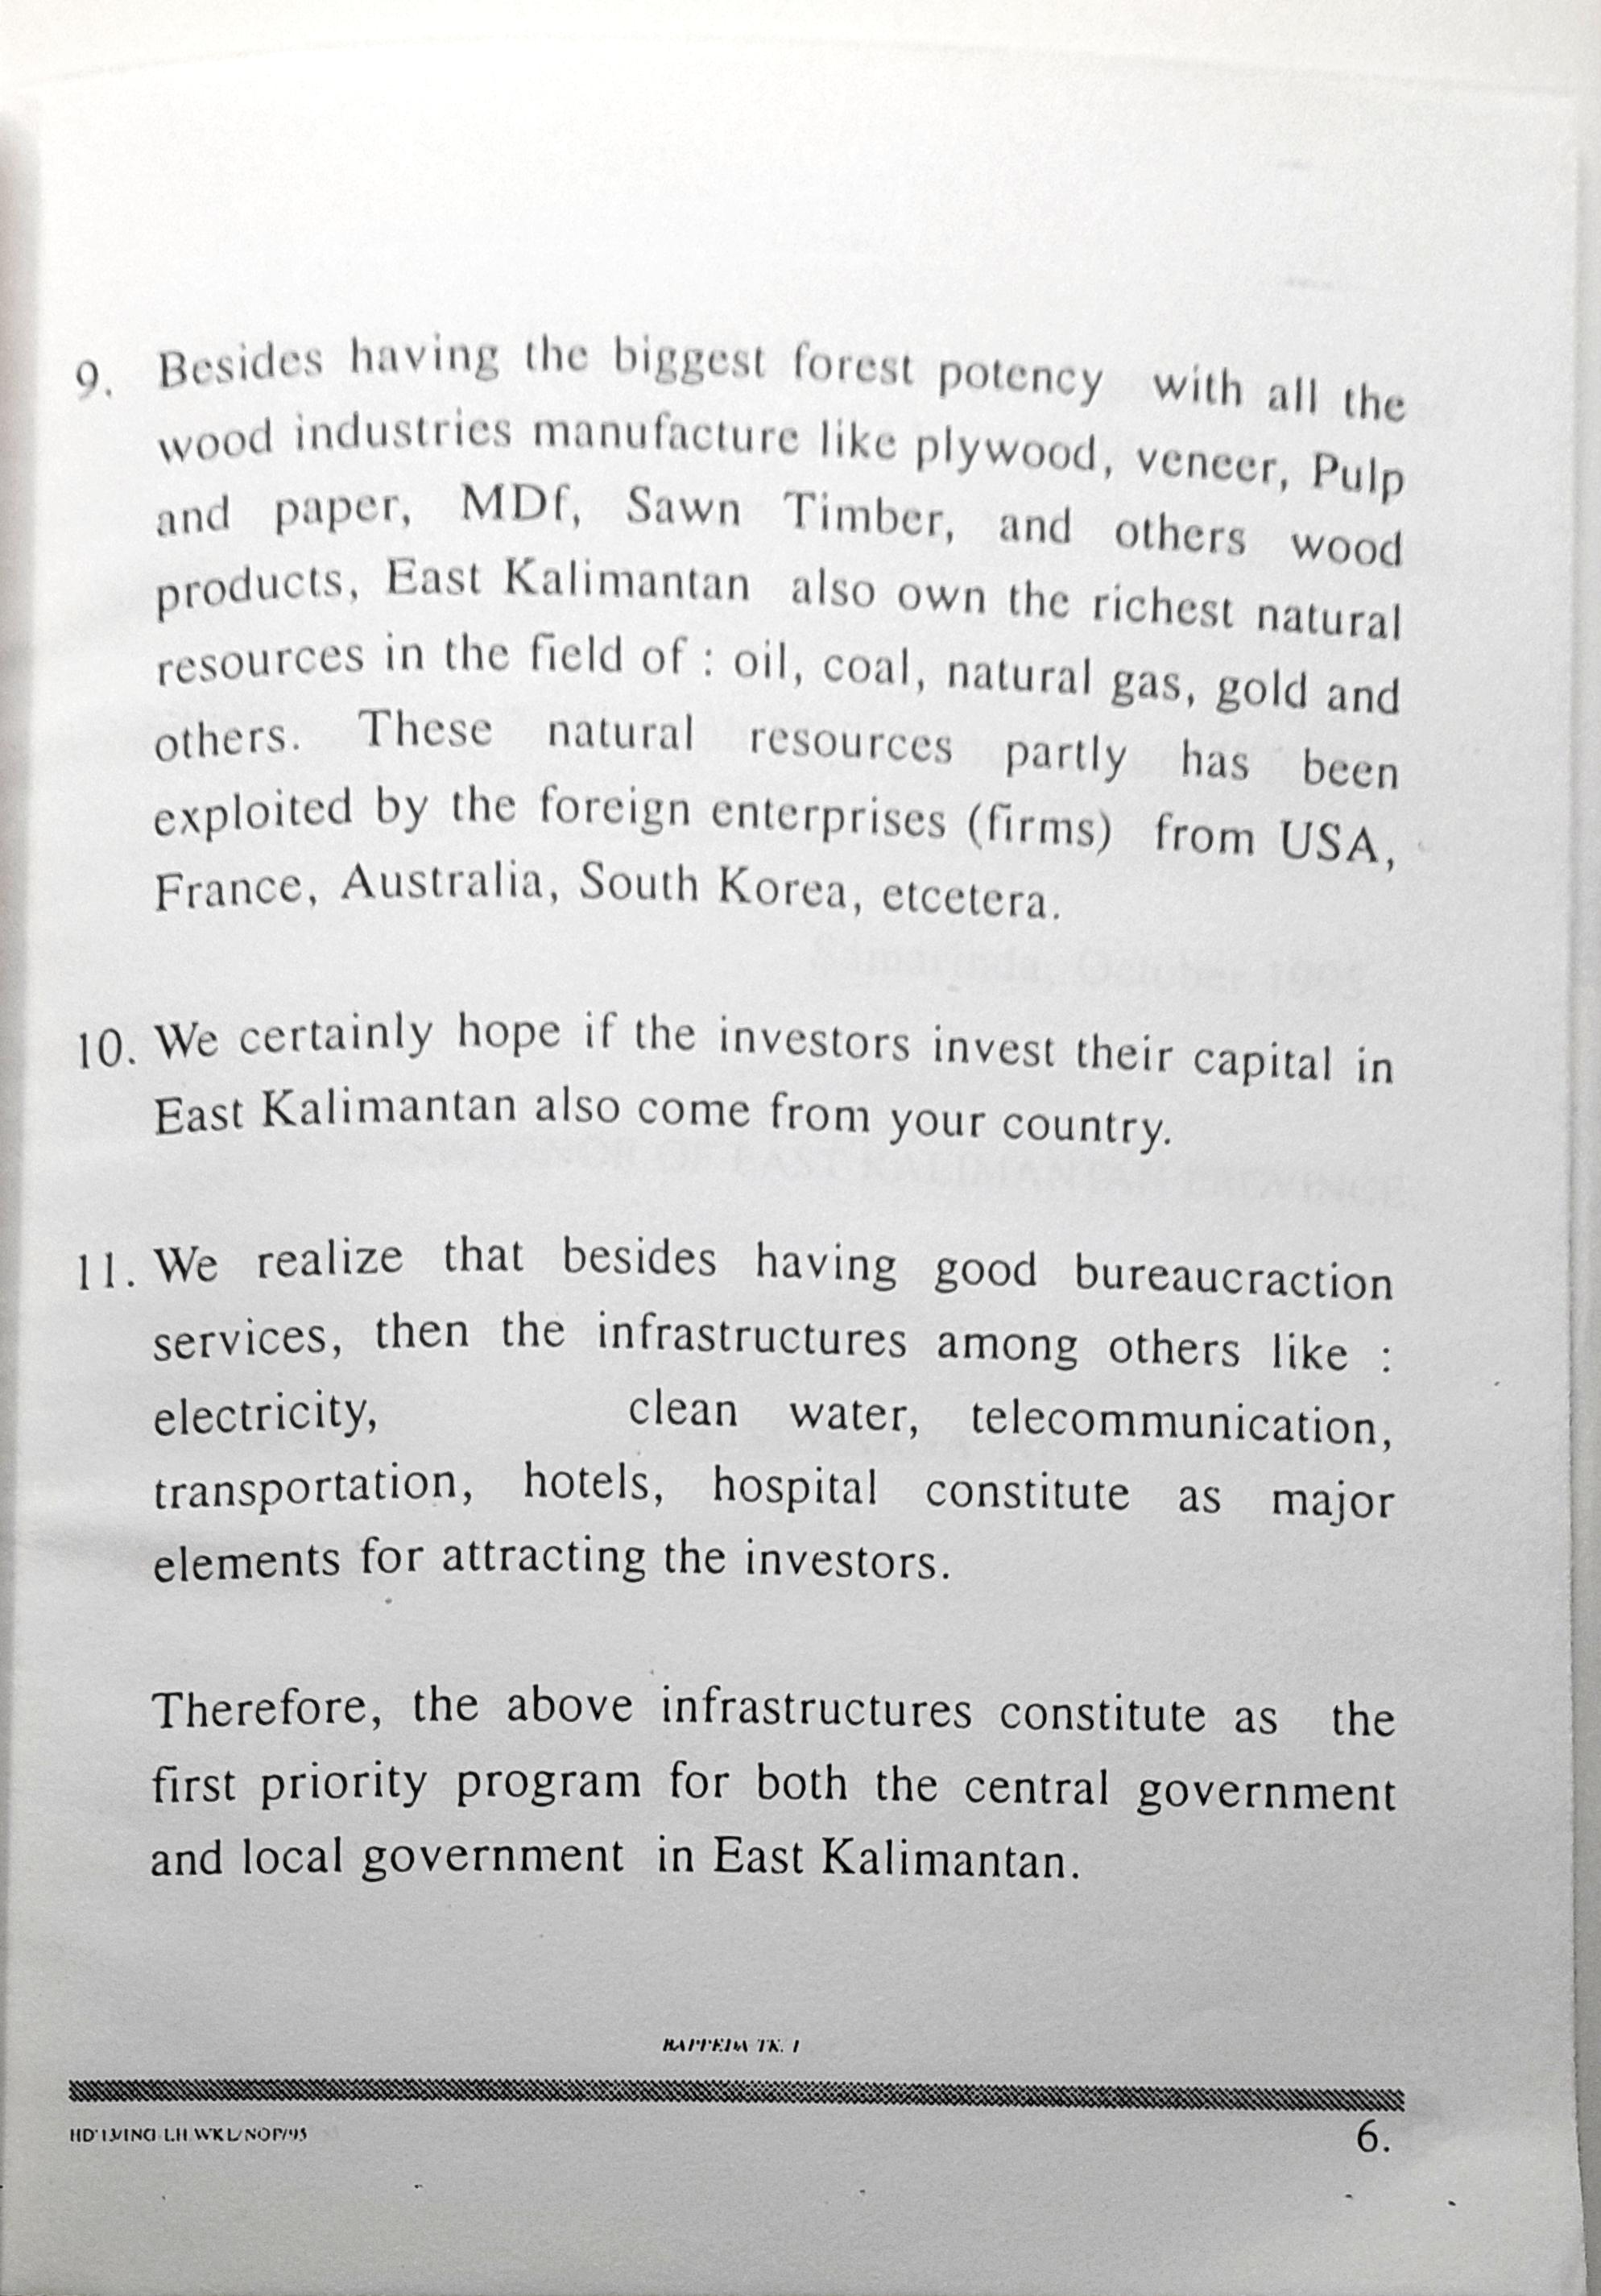 9. Besides having the biggest forest potency with all the
wood industries manufacture like plywood, veneer, Pulp
and paper, MDf, Sawn Timber, and others wood
products, East Kalimantan also own the richest natural
resources in the field of : oil, coal, natural gas, gold and
others. These natural resources partly has been
exploited by the foreign enterprises (firms) from USA,
France, Australia, South Korea, etcetera.
10. We certainly hope if the investors invest their capital in
East Kalimantan also come from your country.
11. We realize that besides having good bureaucraction
services, then the infrastructures among others like :
electricity, clean water, telecommunication,
transportation, hotels, hospital constitute as major
elements for attracting the investors.
Therefore, the above infrastructures constitute as the
first priority program for both the central government
and local government in East Kalimantan.
BAPPEDA TK. I
6.